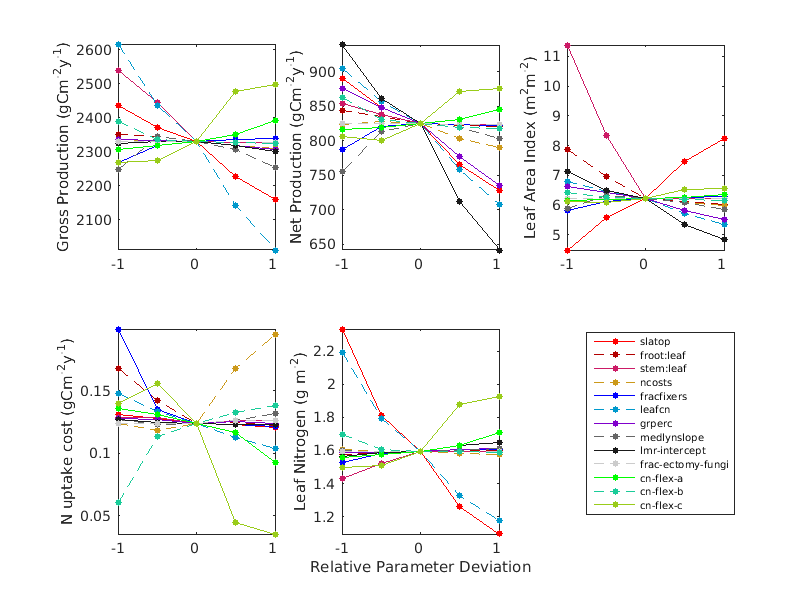 Gross Production (gCm⁻²y⁻¹)
2600
2500
2400
2300
2200
2100
-1 0 1
Net Production (gCm⁻²y⁻¹)
900
850
800
750
700
650
-1 0 1
Leaf Area Index (m²m⁻²)
11
10
9
8
7
6
5
-1 0 1
N uptake cost (gCm⁻²y⁻¹)
0.15
0.1
0.05
-1 0 1
Leaf Nitrogen (g m⁻²)
2.2
2
1.8
1.6
1.4
1.2
-1 0 1
Relative Parameter Deviation
slatop
froot:leaf
stem:leaf
ncosts
fracfixers
leafcn
grperc
medlynslope
lmr-intercept
frac-ectomy-fungi
cn-flex-a
cn-flex-b
cn-flex-c